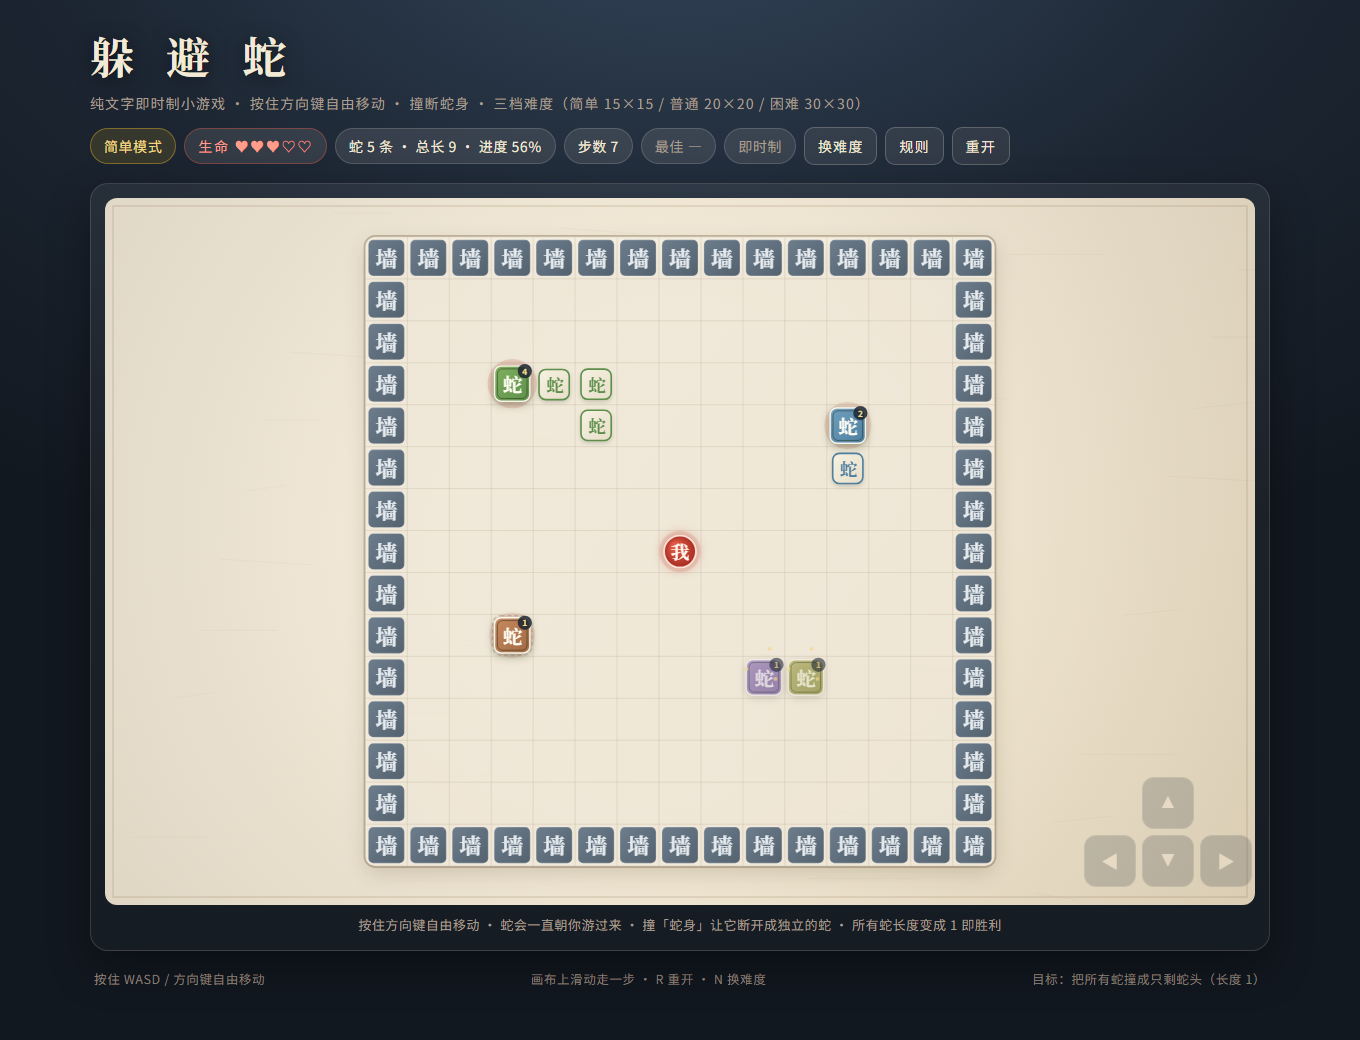 躲避蛇
纯文字即时制小游戏 · 按住方向键自由移动 · 撞断蛇身 · 三档难度（简单 15×15 / 普通 20×20 / 困难 30×30）
简单模式 生命 ♥♥♥♡♡ 蛇 5 条 · 总长 9 · 进度 56% 步数 7 最佳 — 即时制 换难度 规则 重开
墙 墙 墙 墙 墙 墙 墙 墙 墙 墙 墙 墙 墙 墙 墙
墙 墙
墙 墙
墙 蛇 4 蛇 蛇 墙
墙 蛇 蛇 2 墙
墙 蛇 墙
墙 墙
墙 我 墙
墙 墙
墙 蛇 1 墙
墙 蛇 1 蛇 1 墙
墙 墙
墙 墙
墙 墙
墙 墙 墙 墙 墙 墙 墙 墙 墙 墙 墙 墙 墙 墙 墙
▲
◀ ▼ ▶
按住方向键自由移动 · 蛇会一直朝你游过来 · 撞「蛇身」让它断开成独立的蛇 · 所有蛇长度变成 1 即胜利
按住 WASD / 方向键自由移动 画布上滑动走一步 · R 重开 · N 换难度 目标：把所有蛇撞成只剩蛇头（长度 1）